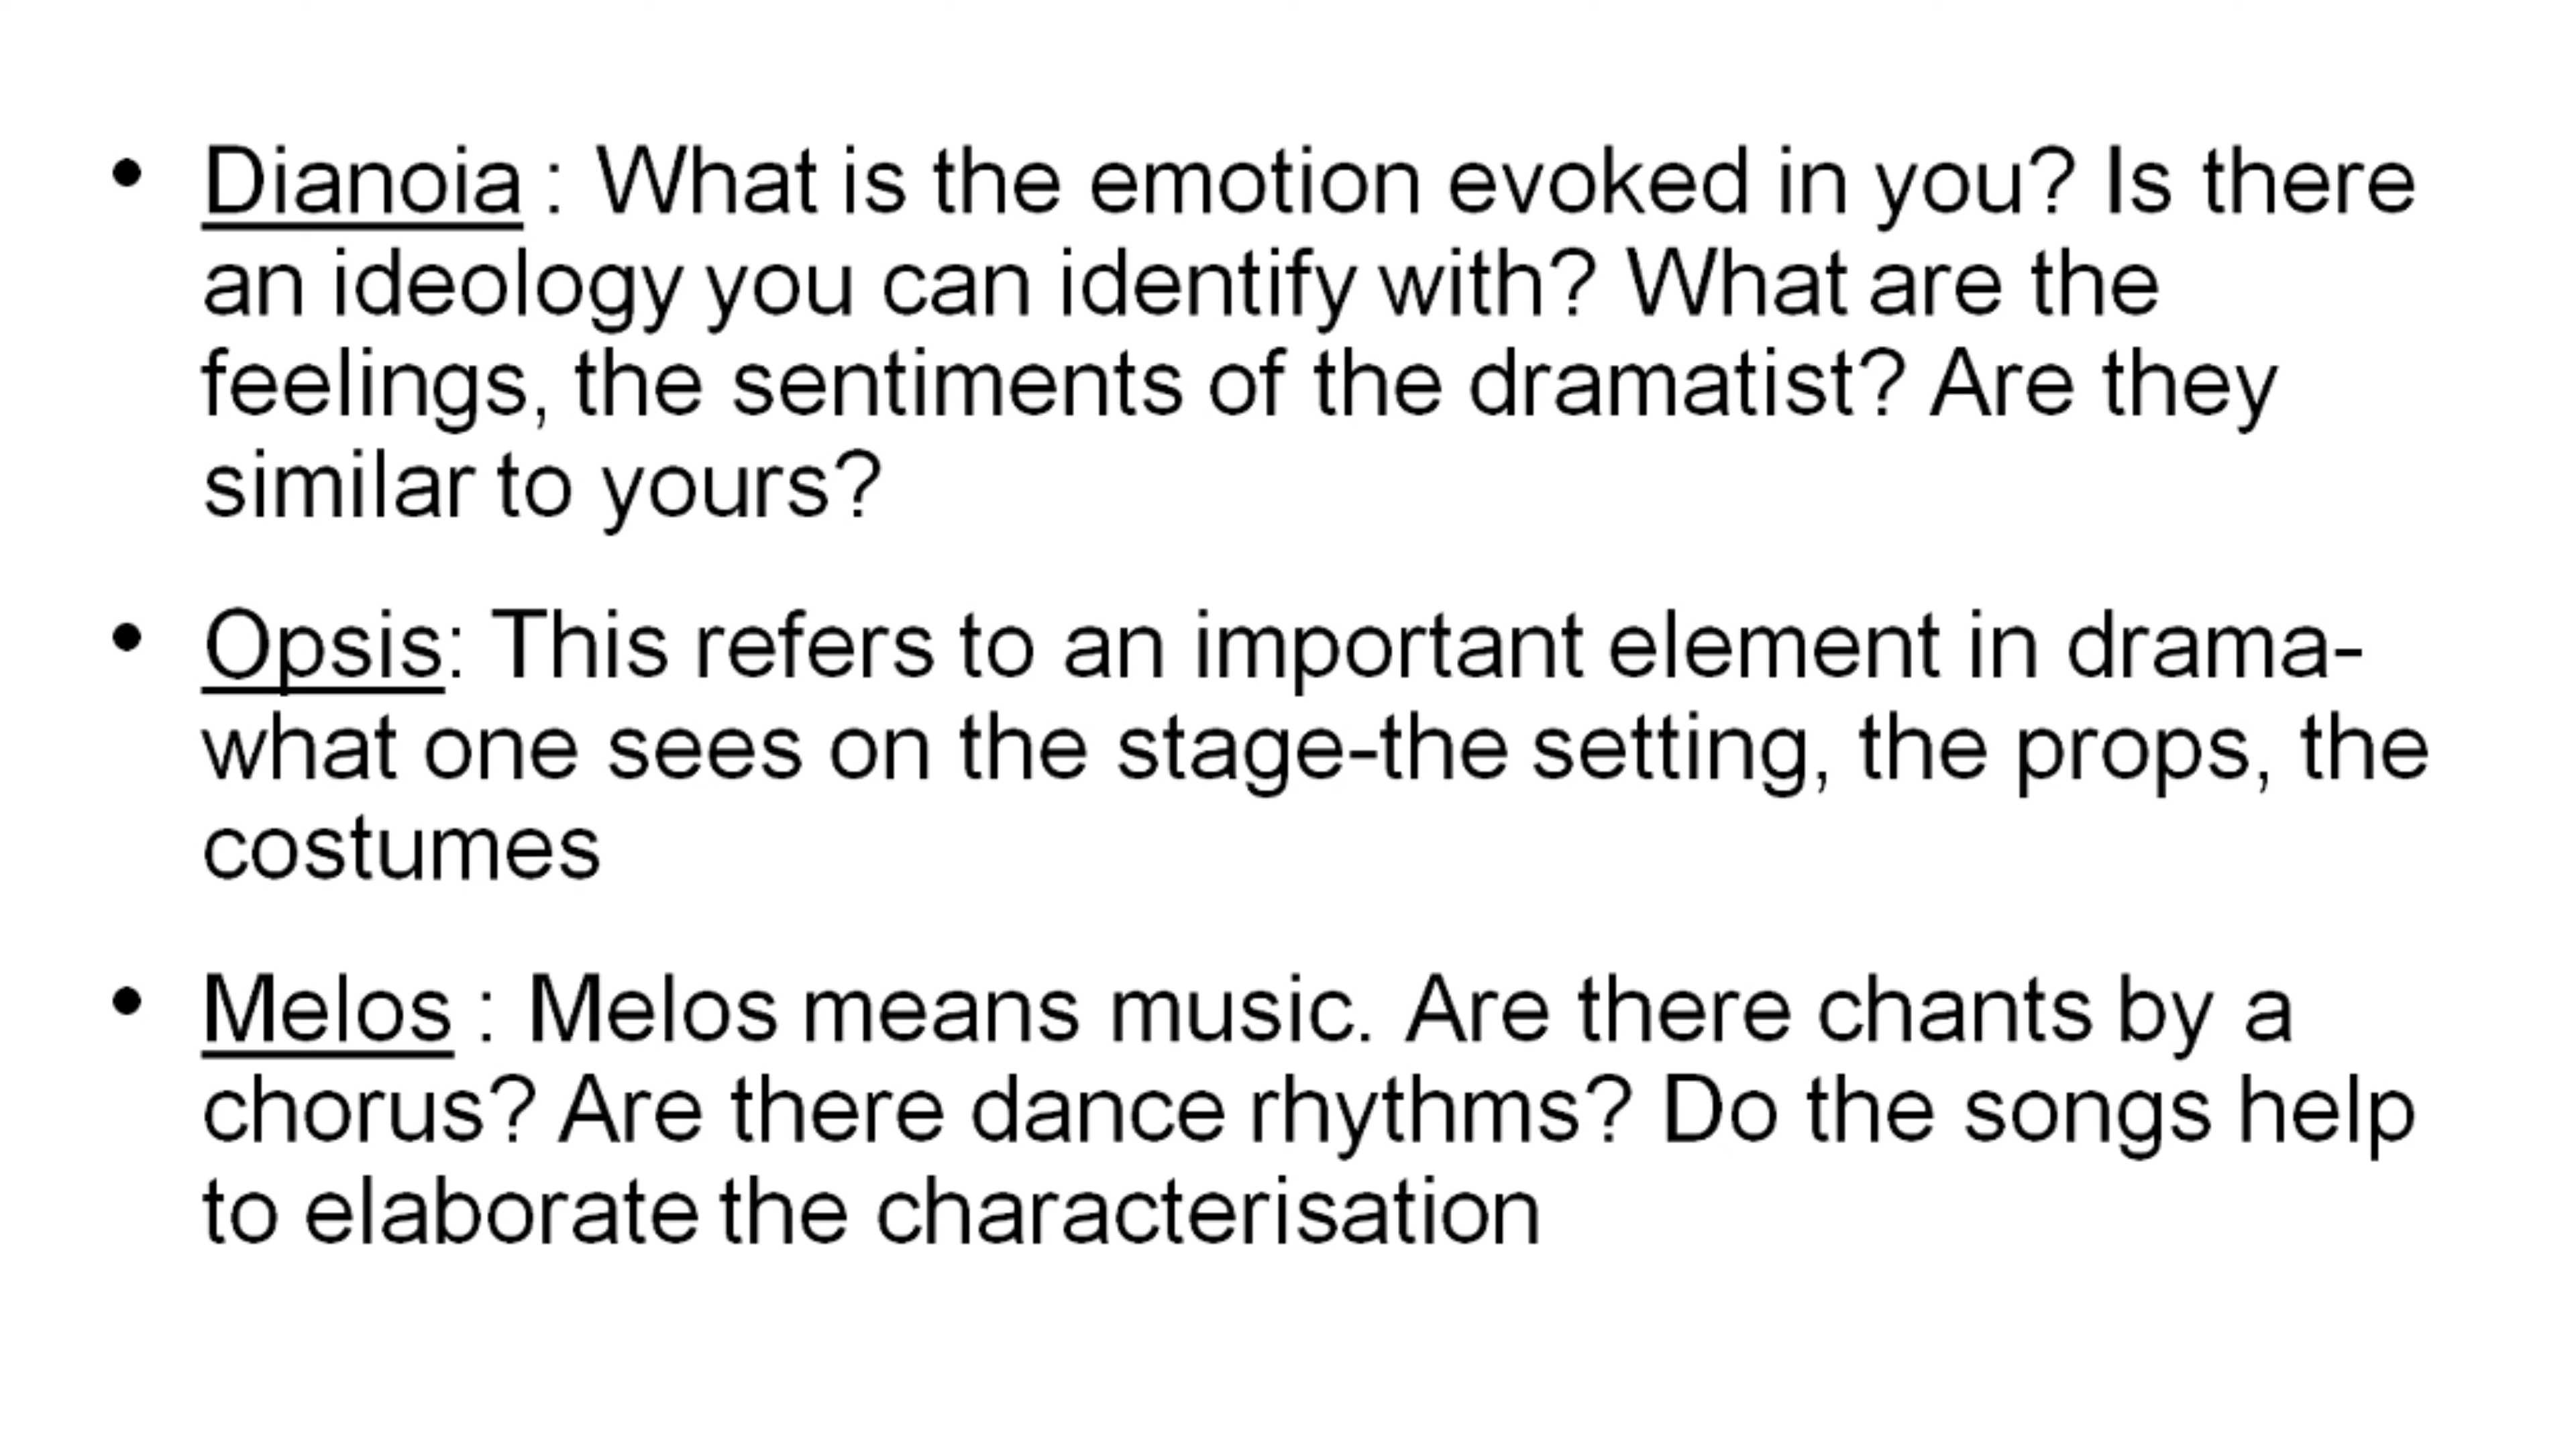 • Dianoia : What is the emotion evoked in you? Is there
an ideology you can identify with? What are the
feelings, the sentiments of the dramatist? Are they
similar to yours?
• Opsis: This refers to an important element in drama-
what one sees on the stage-the setting, the props, the
costumes
• Melos : Melos means music. Are there chants by a
chorus? Are there dance rhythms? Do the songs help
to elaborate the characterisation